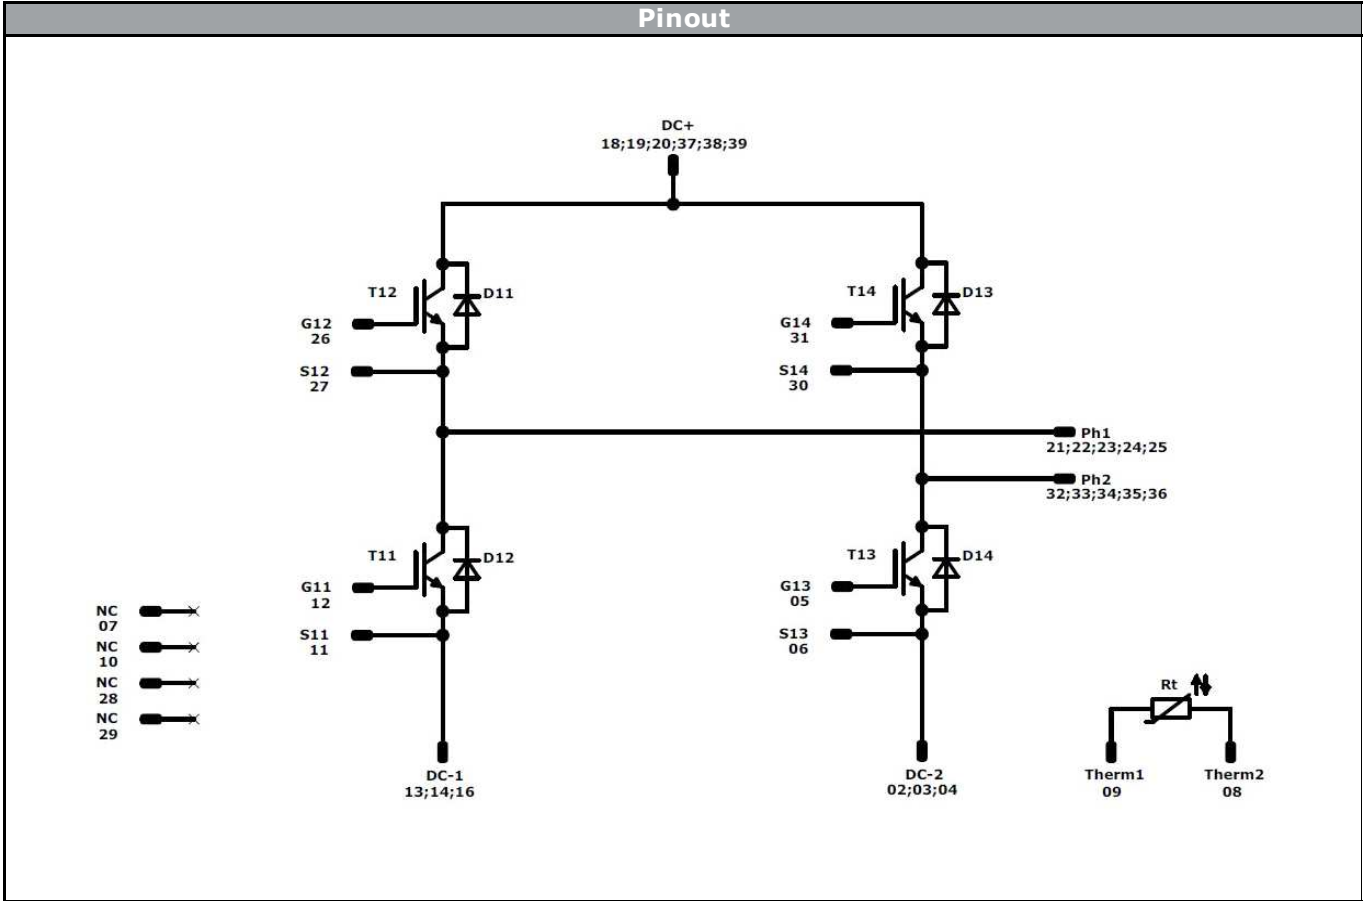 Pinout
DC+
18;19;20;37;38;39
T12
D11
G12
26
S12
27
T14
D13
G14
31
S14
30
Ph1
21;22;23;24;25
Ph2
32;33;34;35;36
T11
D12
G11
12
S11
11
T13
D14
G13
05
S13
06
NC
07
NC
10
NC
28
NC
29
DC-1
13;14;16
DC-2
02;03;04
Rt
Therm1
09
Therm2
08